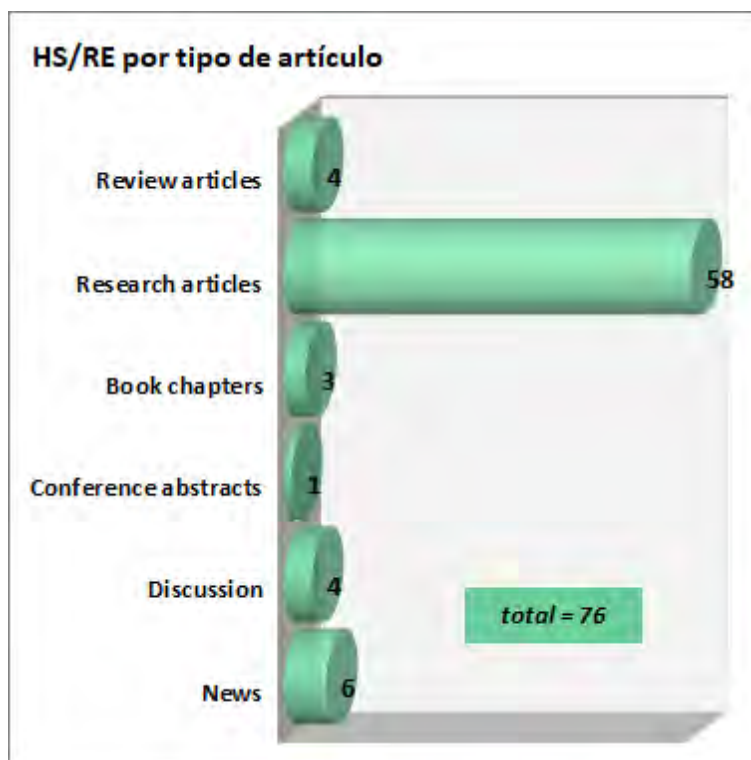 HS/RE por tipo de artículo
Review articles 4
Research articles 58
Book chapters 3
Conference abstracts 1
Discussion 4
total = 76
News 6